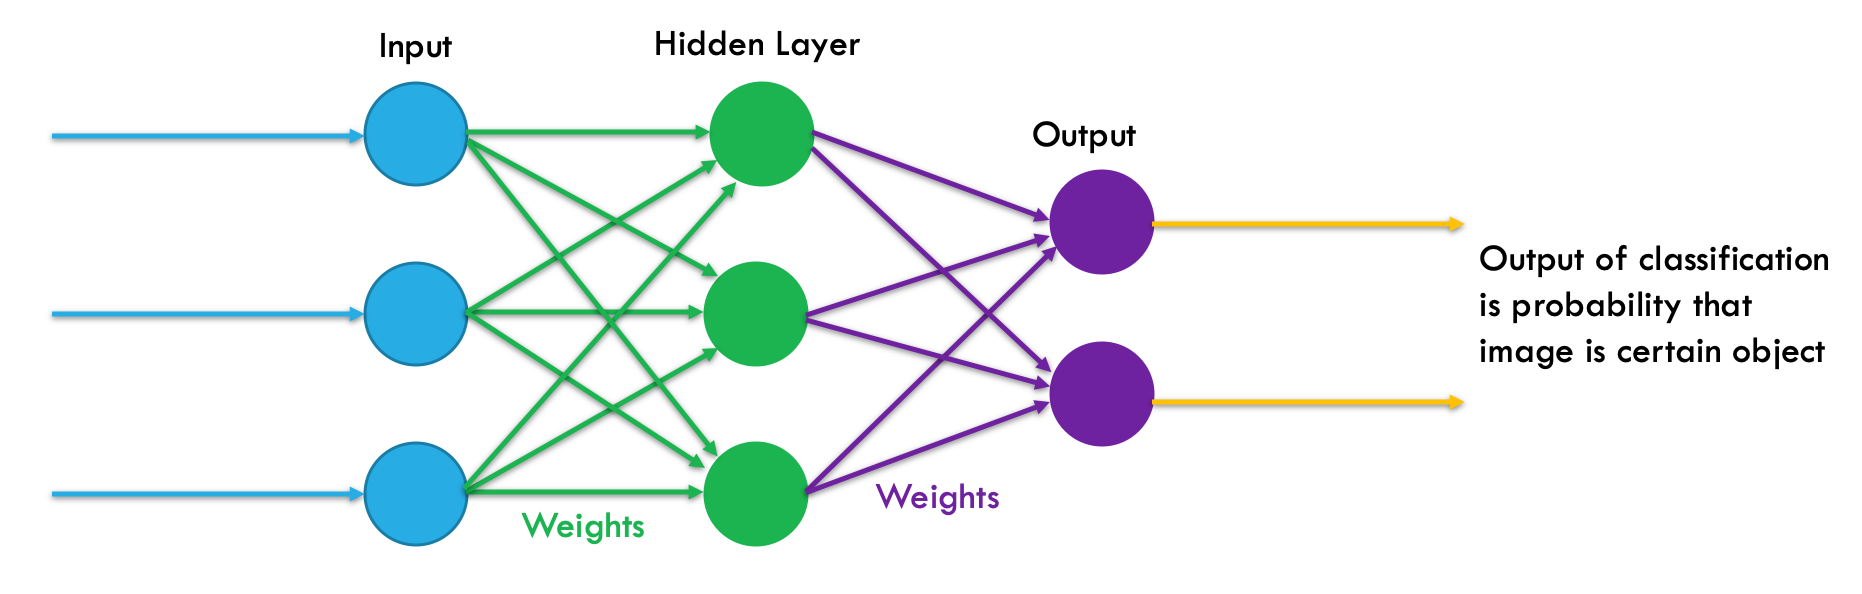 Input
Hidden Layer
Output
Output of classification
is probability that
image is certain object
Weights
Weights